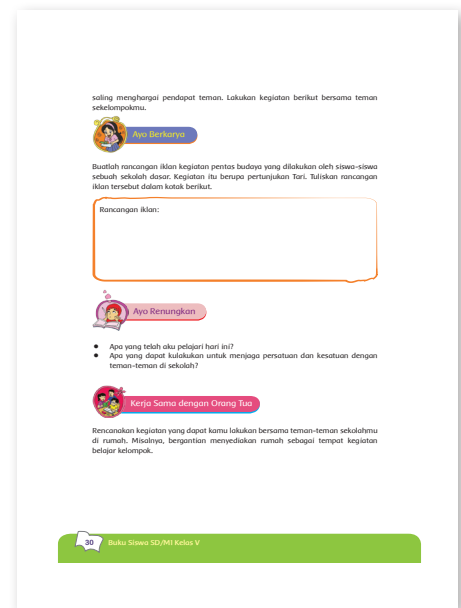 saling menghargai pendapat teman. Lakukan kegiatan berikut bersama teman
sekelompokmu.
Ayo Berkarya
Buatlah rancangan iklan kegiatan pentas budaya yang dilakukan oleh siswa-siswa
sebuah sekolah dasar. Kegiatan itu berupa pertunjukan Tari. Tuliskan rancangan
iklan tersebut dalam kotak berikut.
Rancangan iklan:
Ayo Renungkan
● Apa yang telah aku pelajari hari ini?
● Apa yang dapat kulakukan untuk menjaga persatuan dan kesatuan dengan
teman-teman di sekolah?
Kerja Sama dengan Orang Tua
Rencanakan kegiatan yang dapat kamu lakukan bersama teman-teman sekolahmu
di rumah. Misalnya, bergantian menyediakan rumah sebagai tempat kegiatan
belajar kelompok.
30 Buku Siswa SD/MI Kelas V